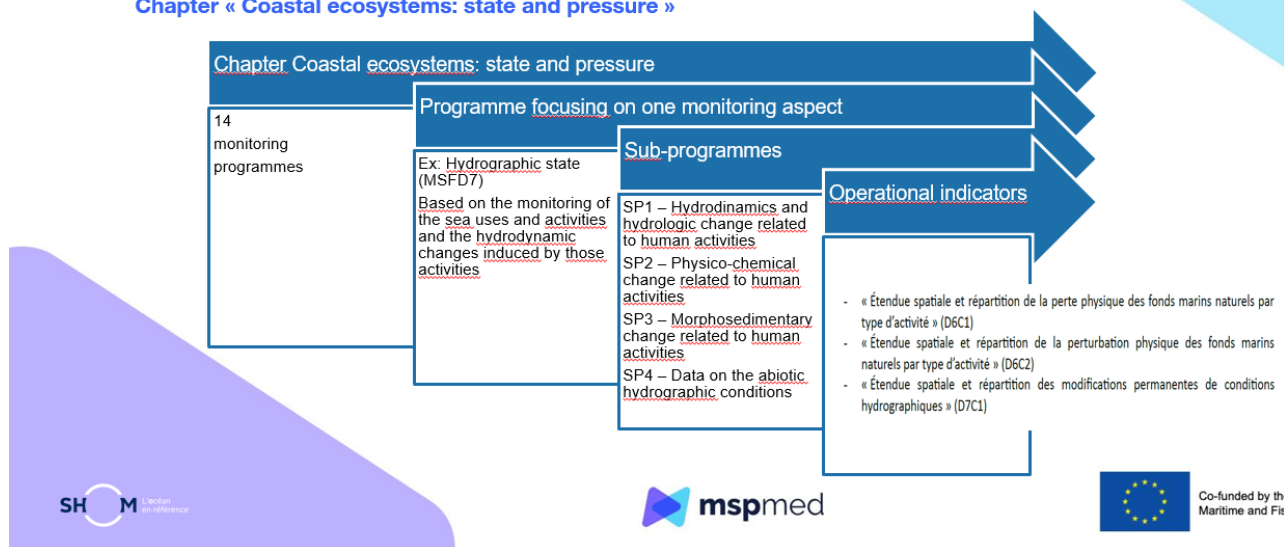 Chapter « Coastal ecosystems: state and pressure »
Chapter Coastal ecosystems: state and pressure
14
monitoring
programmes
Programme focusing on one monitoring aspect
Ex: Hydrographic state
(MSFD7)
Based on the monitoring of
the sea uses and activities
and the hydrodynamic
changes induced by those
activities
Sub-programmes
SP1 – Hydrodinamics and
hydrologic change related
to human activities
SP2 – Physico-chemical
change related to human
activities
SP3 – Morphosedimentary
change related to human
activities
SP4 – Data on the abiotic
hydrographic conditions
Operational indicators
- « Étendue spatiale et répartition de la perte physique des fonds marins naturels par
type d'activité » (D6C1)
- « Étendue spatiale et répartition de la perturbation physique des fonds marins
naturels par type d'activité » (D6C2)
- « Étendue spatiale et répartition des modifications permanentes de conditions
hydrographiques » (D7C1)
SHOM
L'océan
en référence
mspmed
Co-funded by th
Maritime and Fis